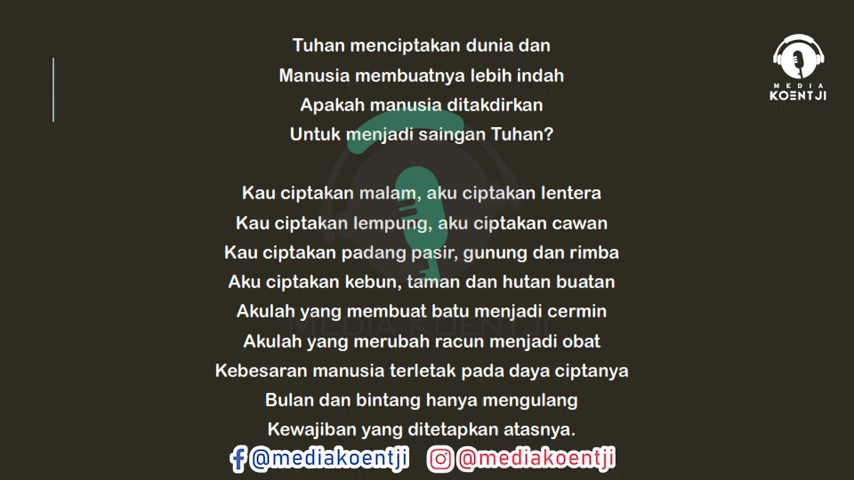 Tuhan menciptakan dunia dan
Manusia membuatnya lebih indah
Apakah manusia ditakdirkan
Untuk menjadi saingan Tuhan?
Kau ciptakan malam, aku ciptakan lentera
Kau ciptakan lempung, aku ciptakan cawan
Kau ciptakan padang pasir, gunung dan rimba
Aku ciptakan kebun, taman dan hutan buatan
Akulah yang membuat batu menjadi cermin
Akulah yang merubah racun menjadi obat
Kebesaran manusia terletak pada daya ciptanya
Bulan dan bintang hanya mengulang
Kewajiban yang ditetapkan atasnya.
@mediakoentji @mediakoentji
MEDIA
KOENTJI
MEDIA KOENTJI